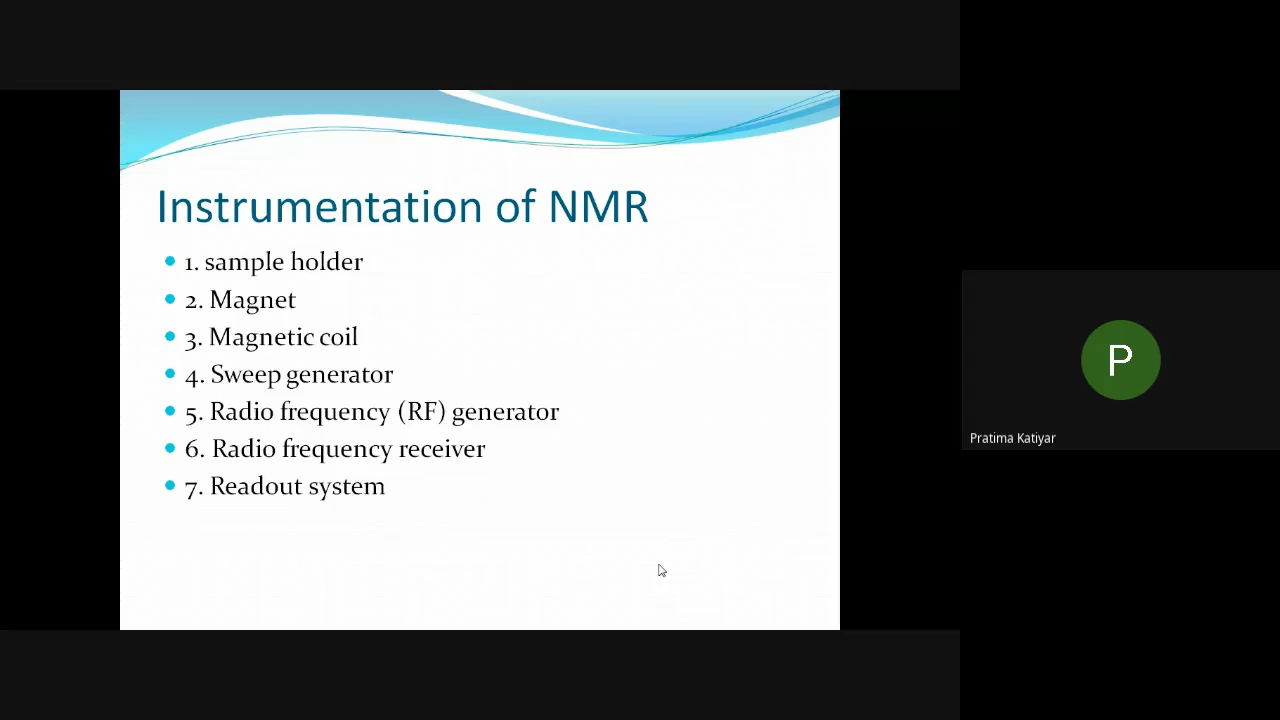 Instrumentation of NMR
1. sample holder
2. Magnet
3. Magnetic coil
4. Sweep generator
5. Radio frequency (RF) generator
6. Radio frequency receiver
7. Readout system
P
Pratima Katiyar